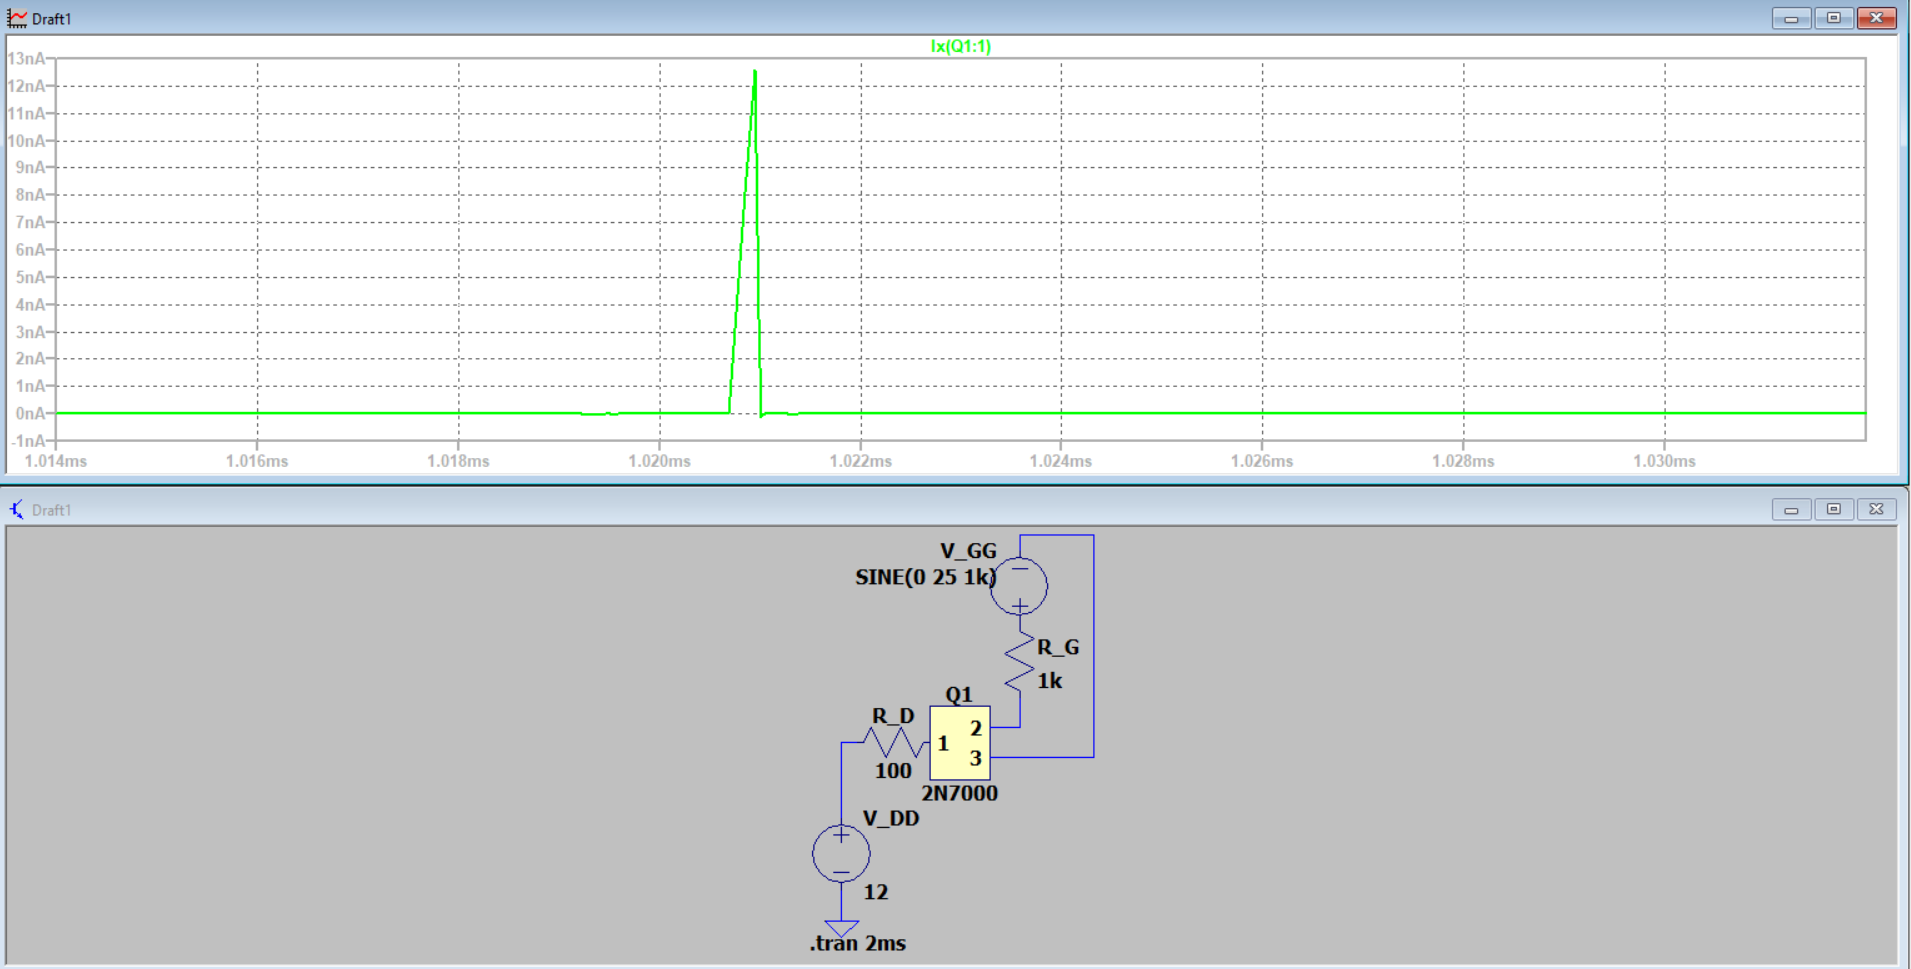 Draft1
Ix(Q1:1)
13nA
12nA
11nA
10nA
9nA
8nA
7nA
6nA
5nA
4nA
3nA
2nA
1nA
0nA
-1nA
1.014ms 1.016ms 1.018ms 1.020ms 1.022ms 1.024ms 1.026ms 1.028ms 1.030ms
Draft1
V_GG
SINE(0 25 1k)
R_G
1k
Q1
R_D
2
1
3
100
2N7000
V_DD
12
.tran 2ms